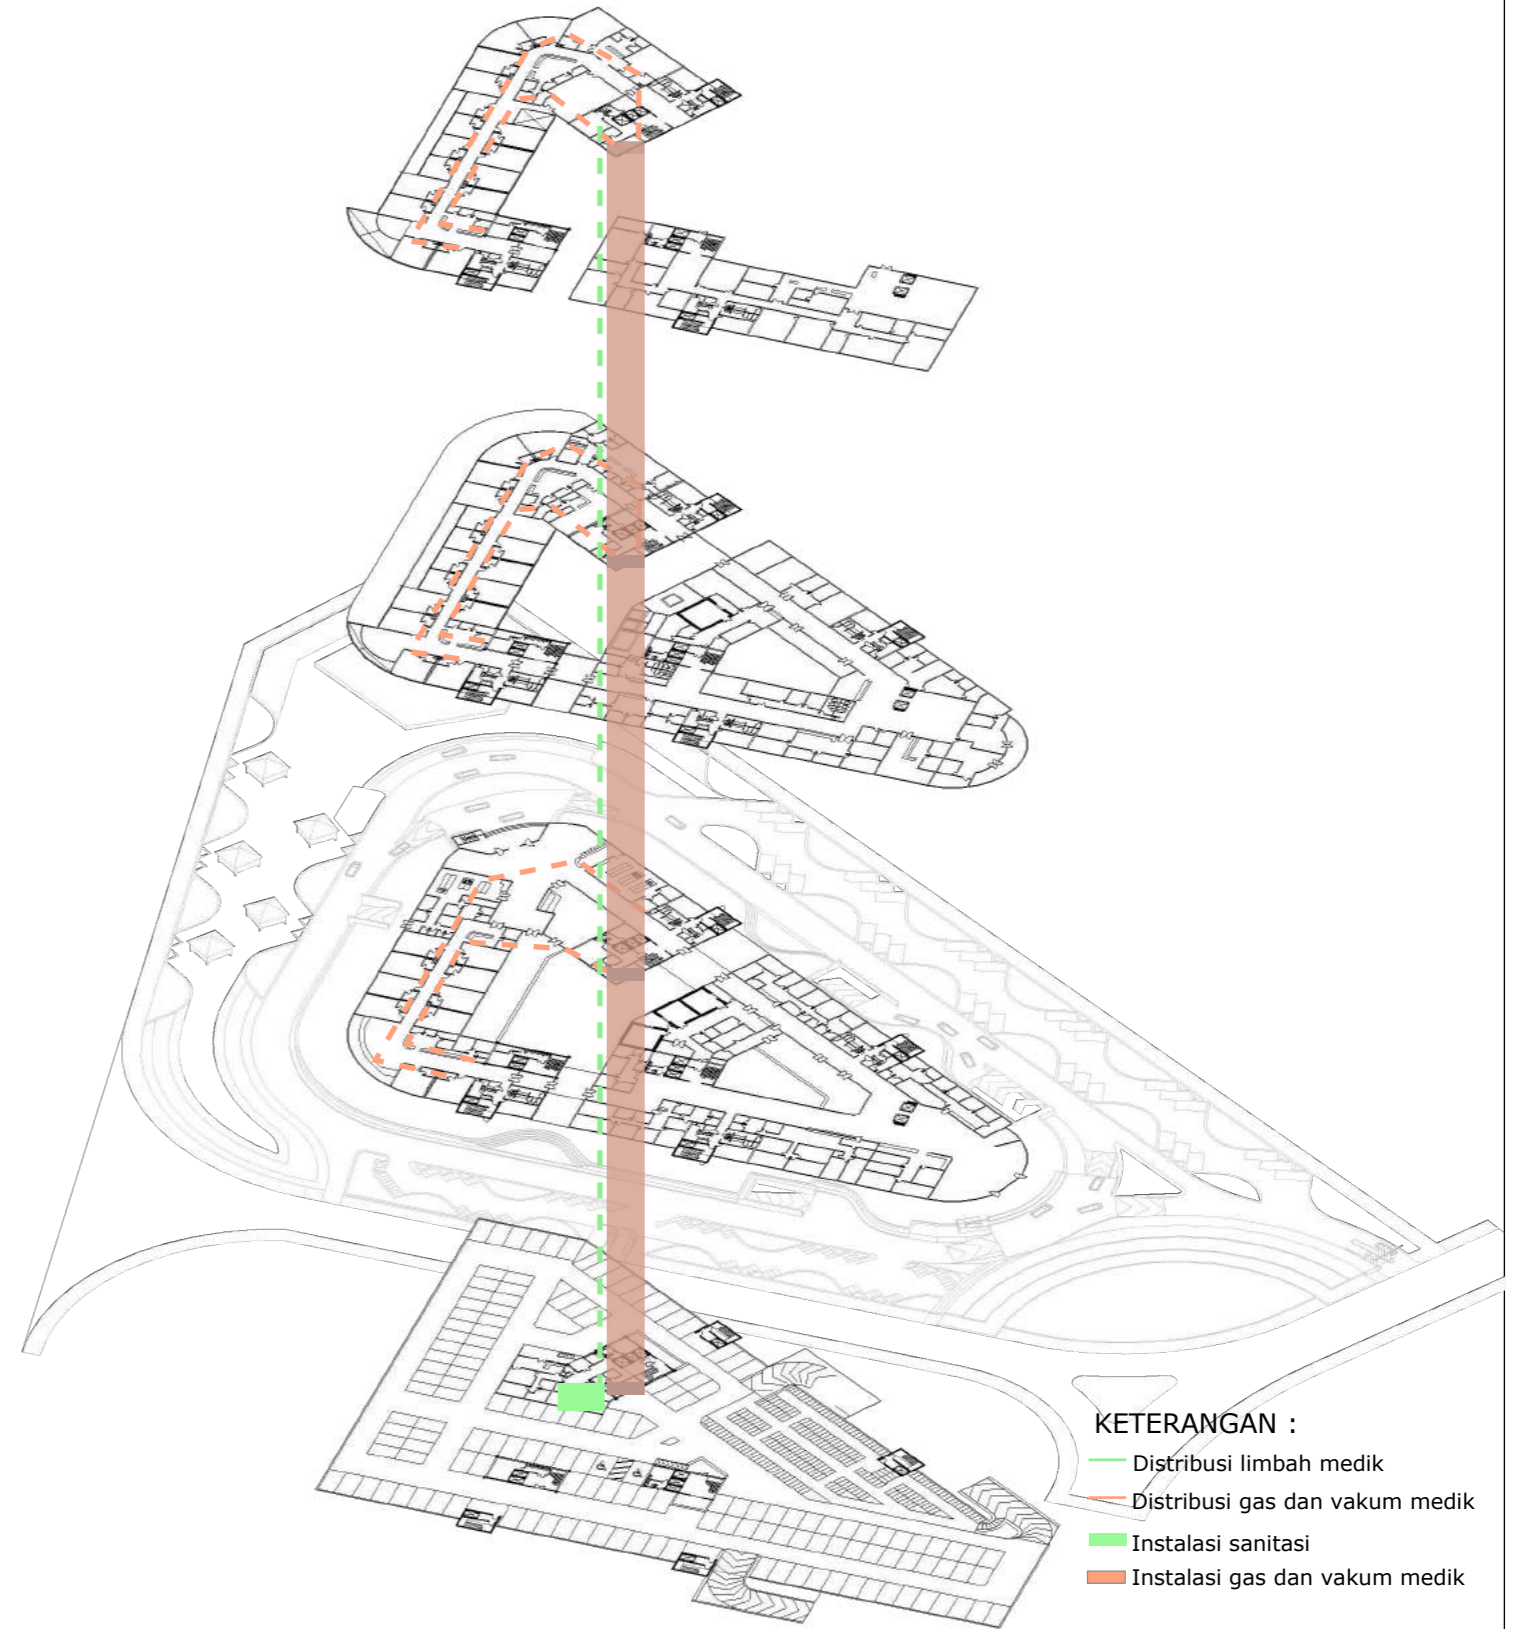 KETERANGAN :
Distribusi limbah medik
Distribusi gas dan vakum medik
Instalasi sanitasi
Instalasi gas dan vakum medik